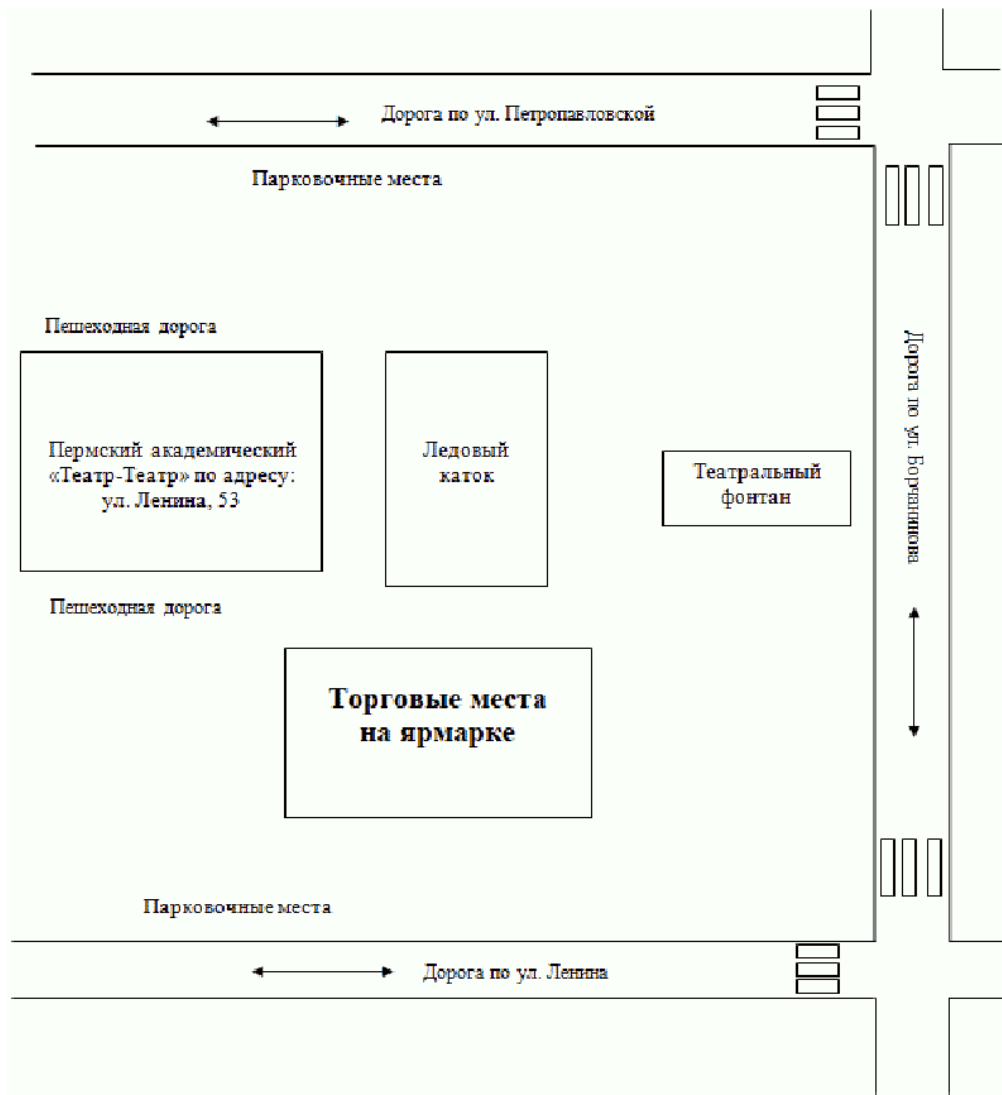 Дорога по ул. Петропавловской
Парковочные места
Пешеходная дорога
Пермский академический
«Театр-Театр» по адресу:
ул. Ленина, 53
Ледовый
каток
Театральный
фонтан
Дорога по ул. Борчанинова
Пешеходная дорога
Торговые места
на ярмарке
Парковочные места
Дорога по ул. Ленина